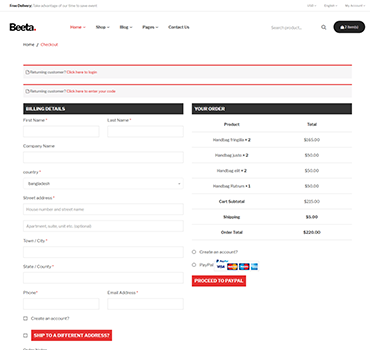 Free Delivery: Take advantage of our time to save event
USD
English
My Account
Beeta.
Home
Shop
Blog
Pages
Contact Us
Search product...
2 Item(s)
Home / Checkout
Returning customer? Click here to login
Returning customer? Click here to enter your code
BILLING DETAILS
First Name *
Last Name *
Company Name
country *
bangladesh
Street address *
House number and street name
Apartment, suite, unit etc. (optional)
Town / City *
State / County *
Phone *
Email Address *
Create an account?
SHIP TO A DIFFERENT ADDRESS?
YOUR ORDER
Product Total
Handbag fringilla × 2
Handbag justo × 2 $50.00
Handbag elit × 2 $50.00
Handbag Rutrum × 1 $50.00
Cart Subtotal $215.00
Shipping $5.00
Order Total $220.00
Create an account?
PayPal
PROCEED TO PAYPAL